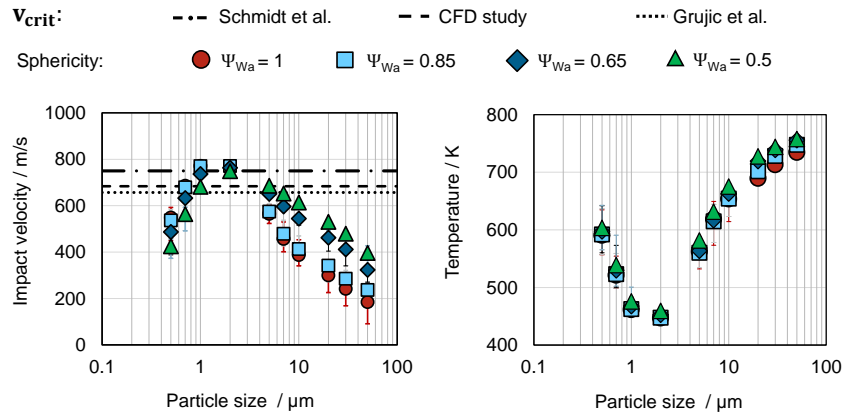 v_crit: Schmidt et al. CFD study Grujic et al.
Sphericity: Ψ_Wa = 1 Ψ_Wa = 0.85 Ψ_Wa = 0.65 Ψ_Wa = 0.5
1000
800
600
400
200
0
0.1 1 10 100
Impact velocity / m/s
Particle size / µm
800
700
600
500
400
0.1 1 10 100
Temperature / K
Particle size / µm